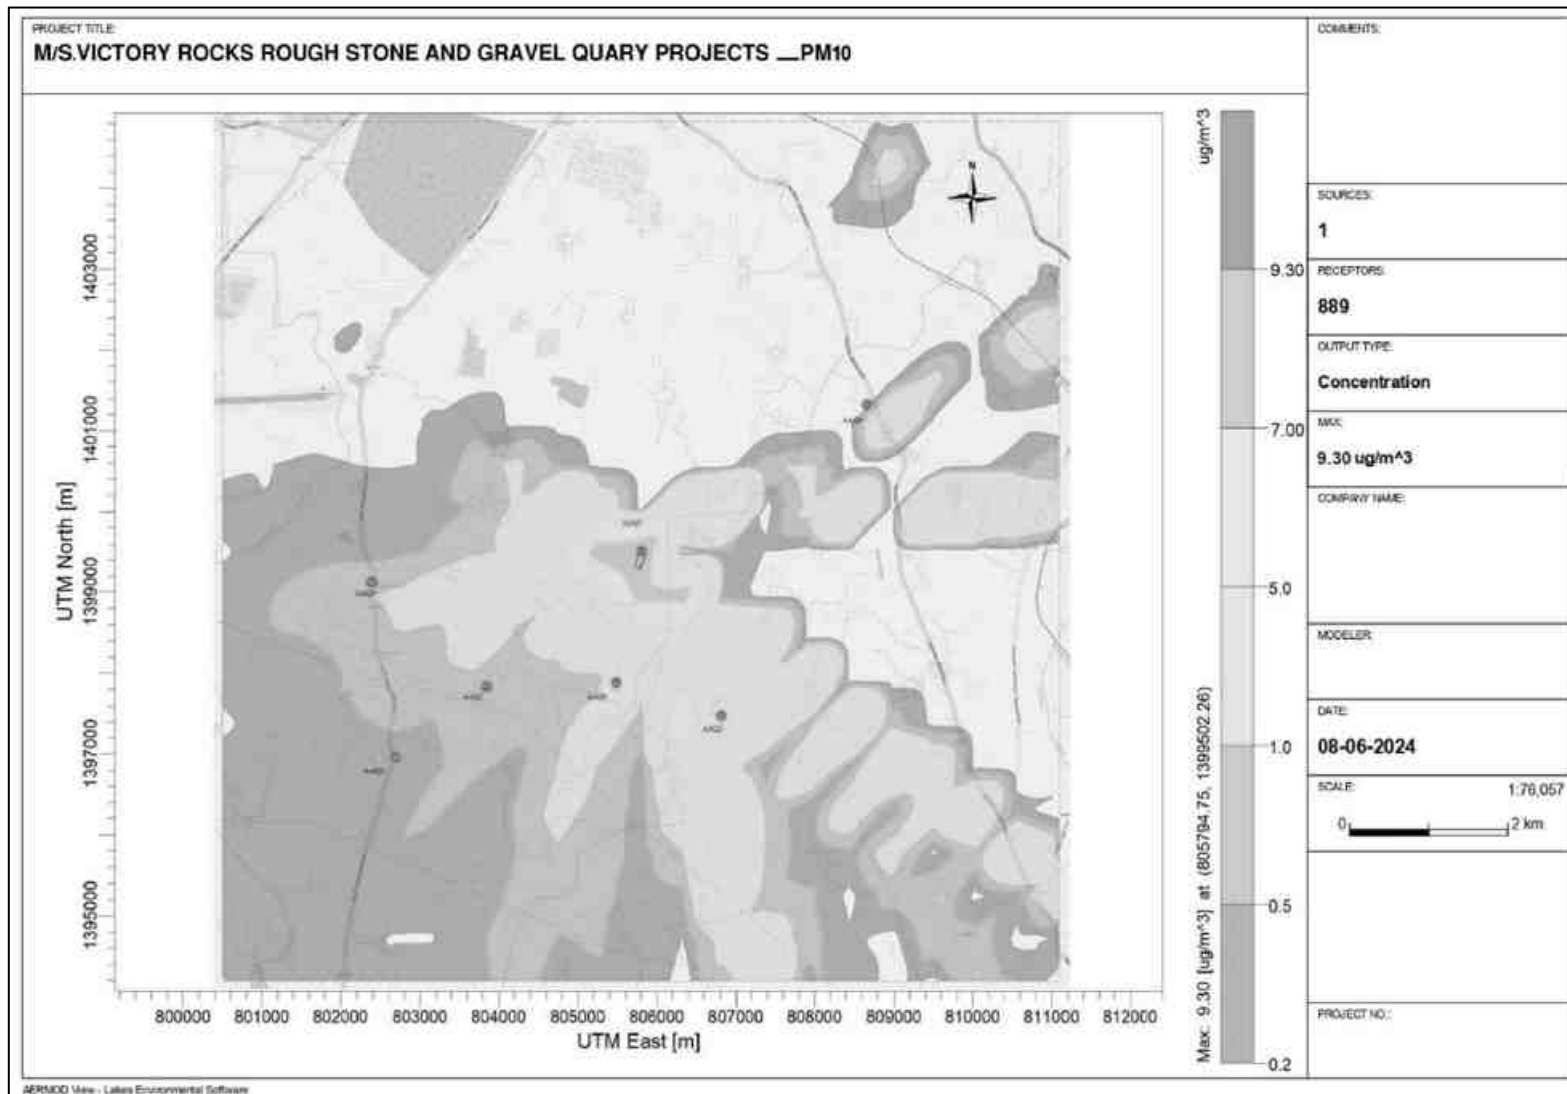 PROJECT TITLE:
M/S.VICTORY ROCKS ROUGH STONE AND GRAVEL QUARY PROJECTS __PM10
COMMENTS:
SOURCES:
1
RECEPTORS:
889
OUTPUT TYPE:
Concentration
MAX:
9.30 ug/m^3
COMPANY NAME:
MODELER:
DATE:
08-06-2024
SCALE:
1:76,057
0
2 km
PROJECT NO.:
N
ug/m^3
9.30
7.00
5.0
1.0
0.5
0.2
Max: 9.30 [ug/m^3] at (805794.75, 1399502.26)
UTM North [m]
1403000
1401000
1399000
1397000
1395000
800000 801000 802000 803000 804000 805000 806000 807000 808000 809000 810000 811000 812000
UTM East [m]
AERMOD View - Lakes Environmental Software